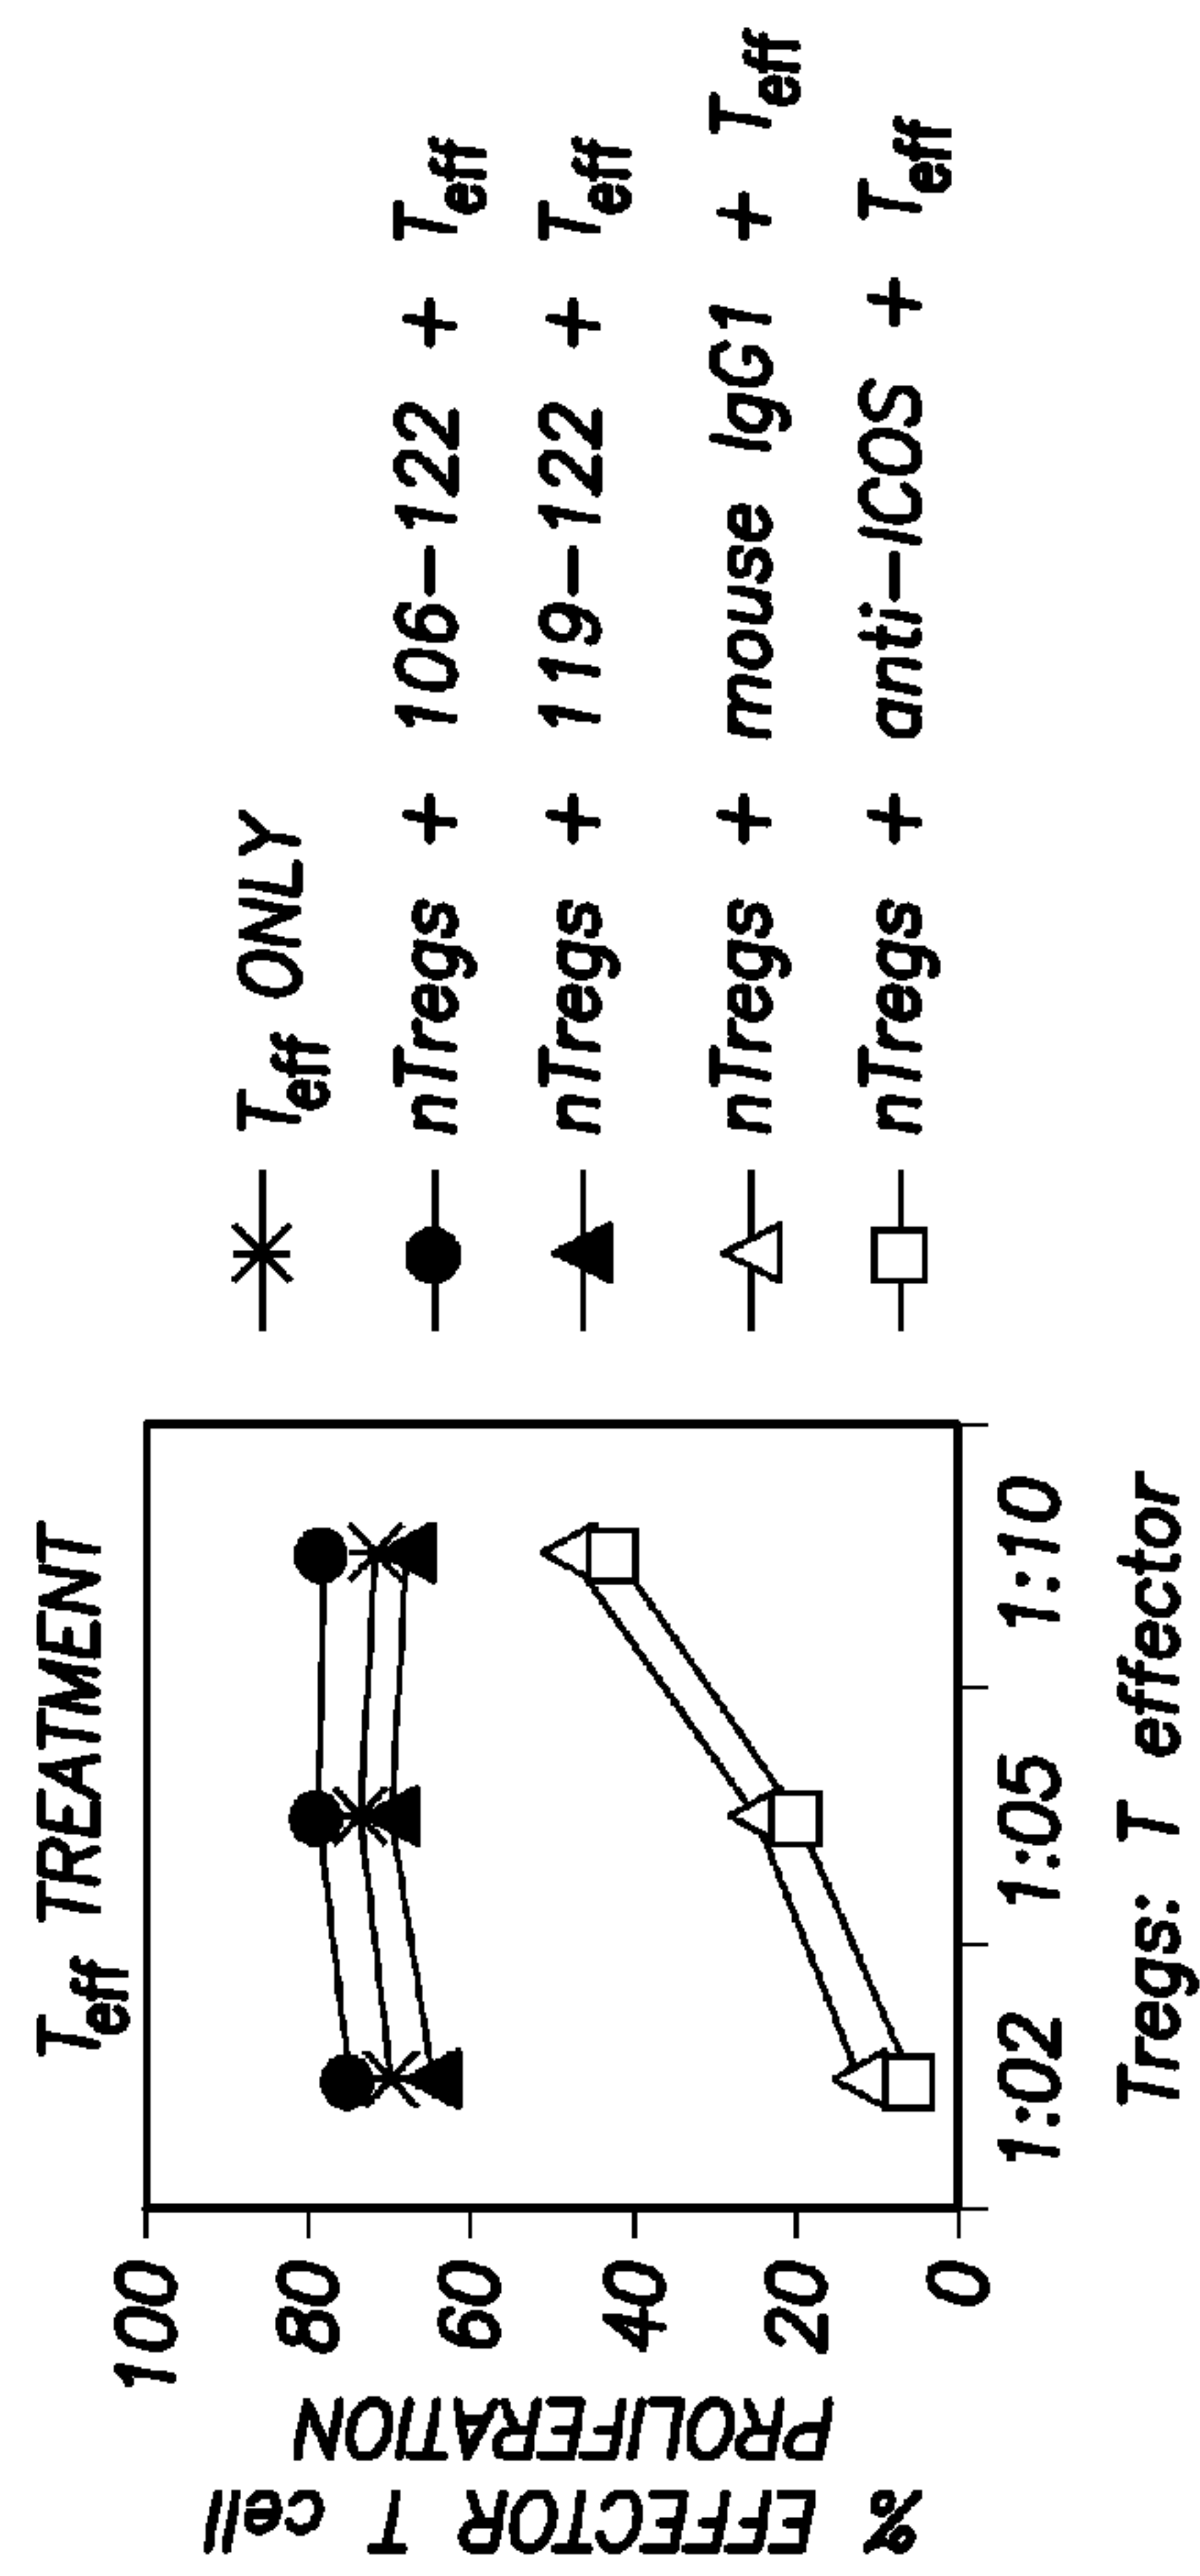 T_eff TREATMENT
% EFFECTOR T cell
PROLIFERATION
100
80
60
40
20
0
1:02 1:05 1:10
Tregs: T effector
T_eff ONLY
nTregs + 106-122 + T_eff
nTregs + 119-122 + T_eff
nTregs + mouse IgG1 + T_eff
nTregs + anti-ICOS + T_eff